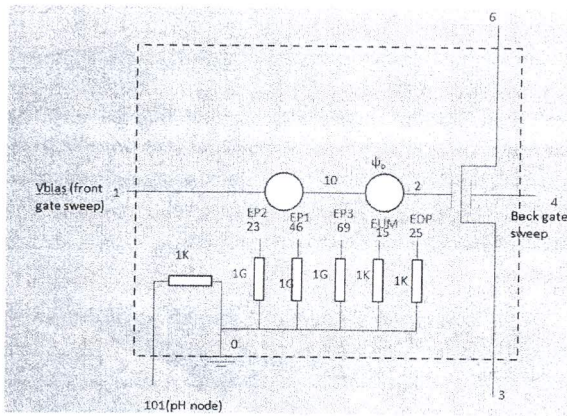 6
ψo
10
1
2
Vbias (front
gate sweep)
4
Back gate
sweep
EP2
23
EP1
46
EP3
69
EUM
15
EDP
25
1K
1G
1G
1G
1K
1K
0
3
101(pH node)